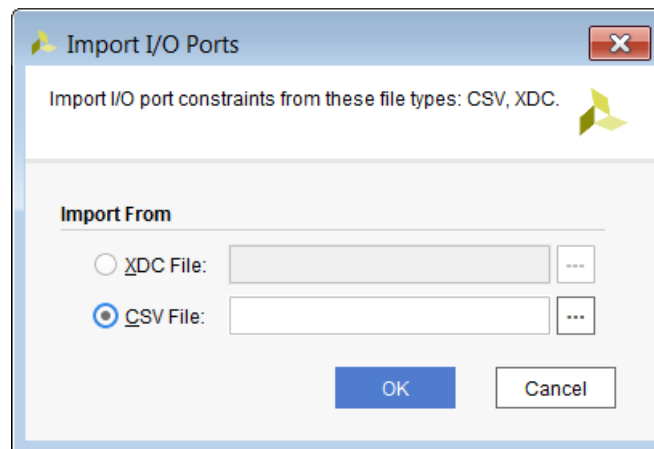 Import I/O Ports
Import I/O port constraints from these file types: CSV, XDC.
Import From
XDC File:
---
CSV File:
---
OK
Cancel